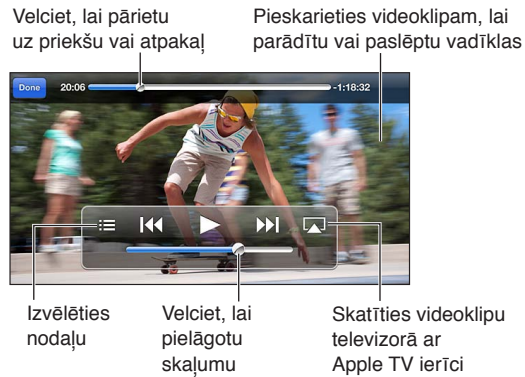 Velciet, lai pārietu
uz priekšu vai atpakaļ
Pieskarieties videoklipam, lai
parādītu vai paslēptu vadīklas
Done 20:06 -1:18:32
Izvēlēties
nodaļu
Velciet, lai
pielāgotu
skaļumu
Skatīties videoklipu
televizorā ar
Apple TV ierīci